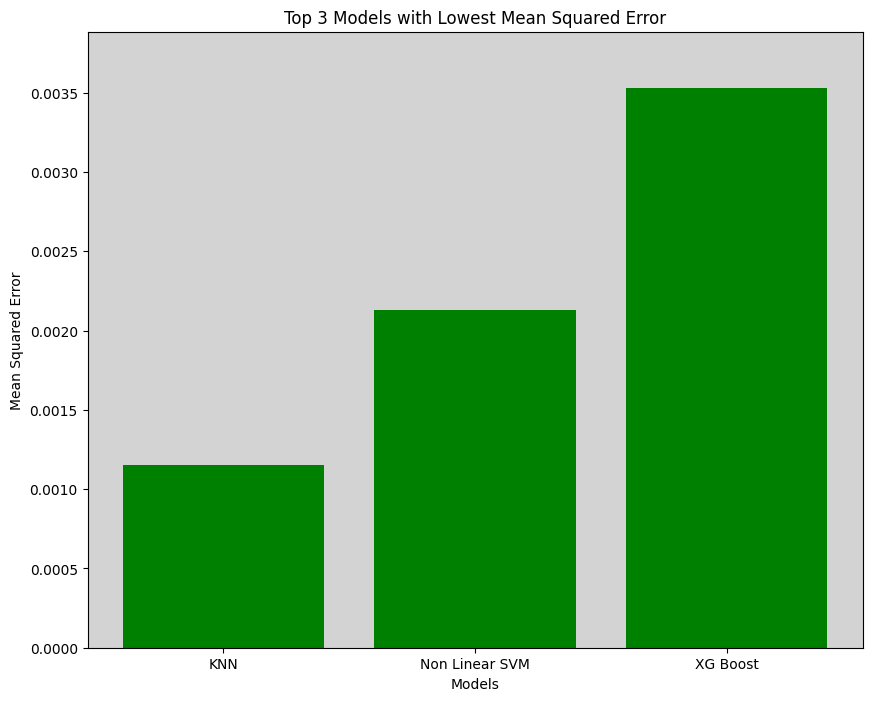 Top 3 Models with Lowest Mean Squared Error
Mean Squared Error
0.0035
0.0030
0.0025
0.0020
0.0015
0.0010
0.0005
0.0000
KNN
Non Linear SVM
XG Boost
Models